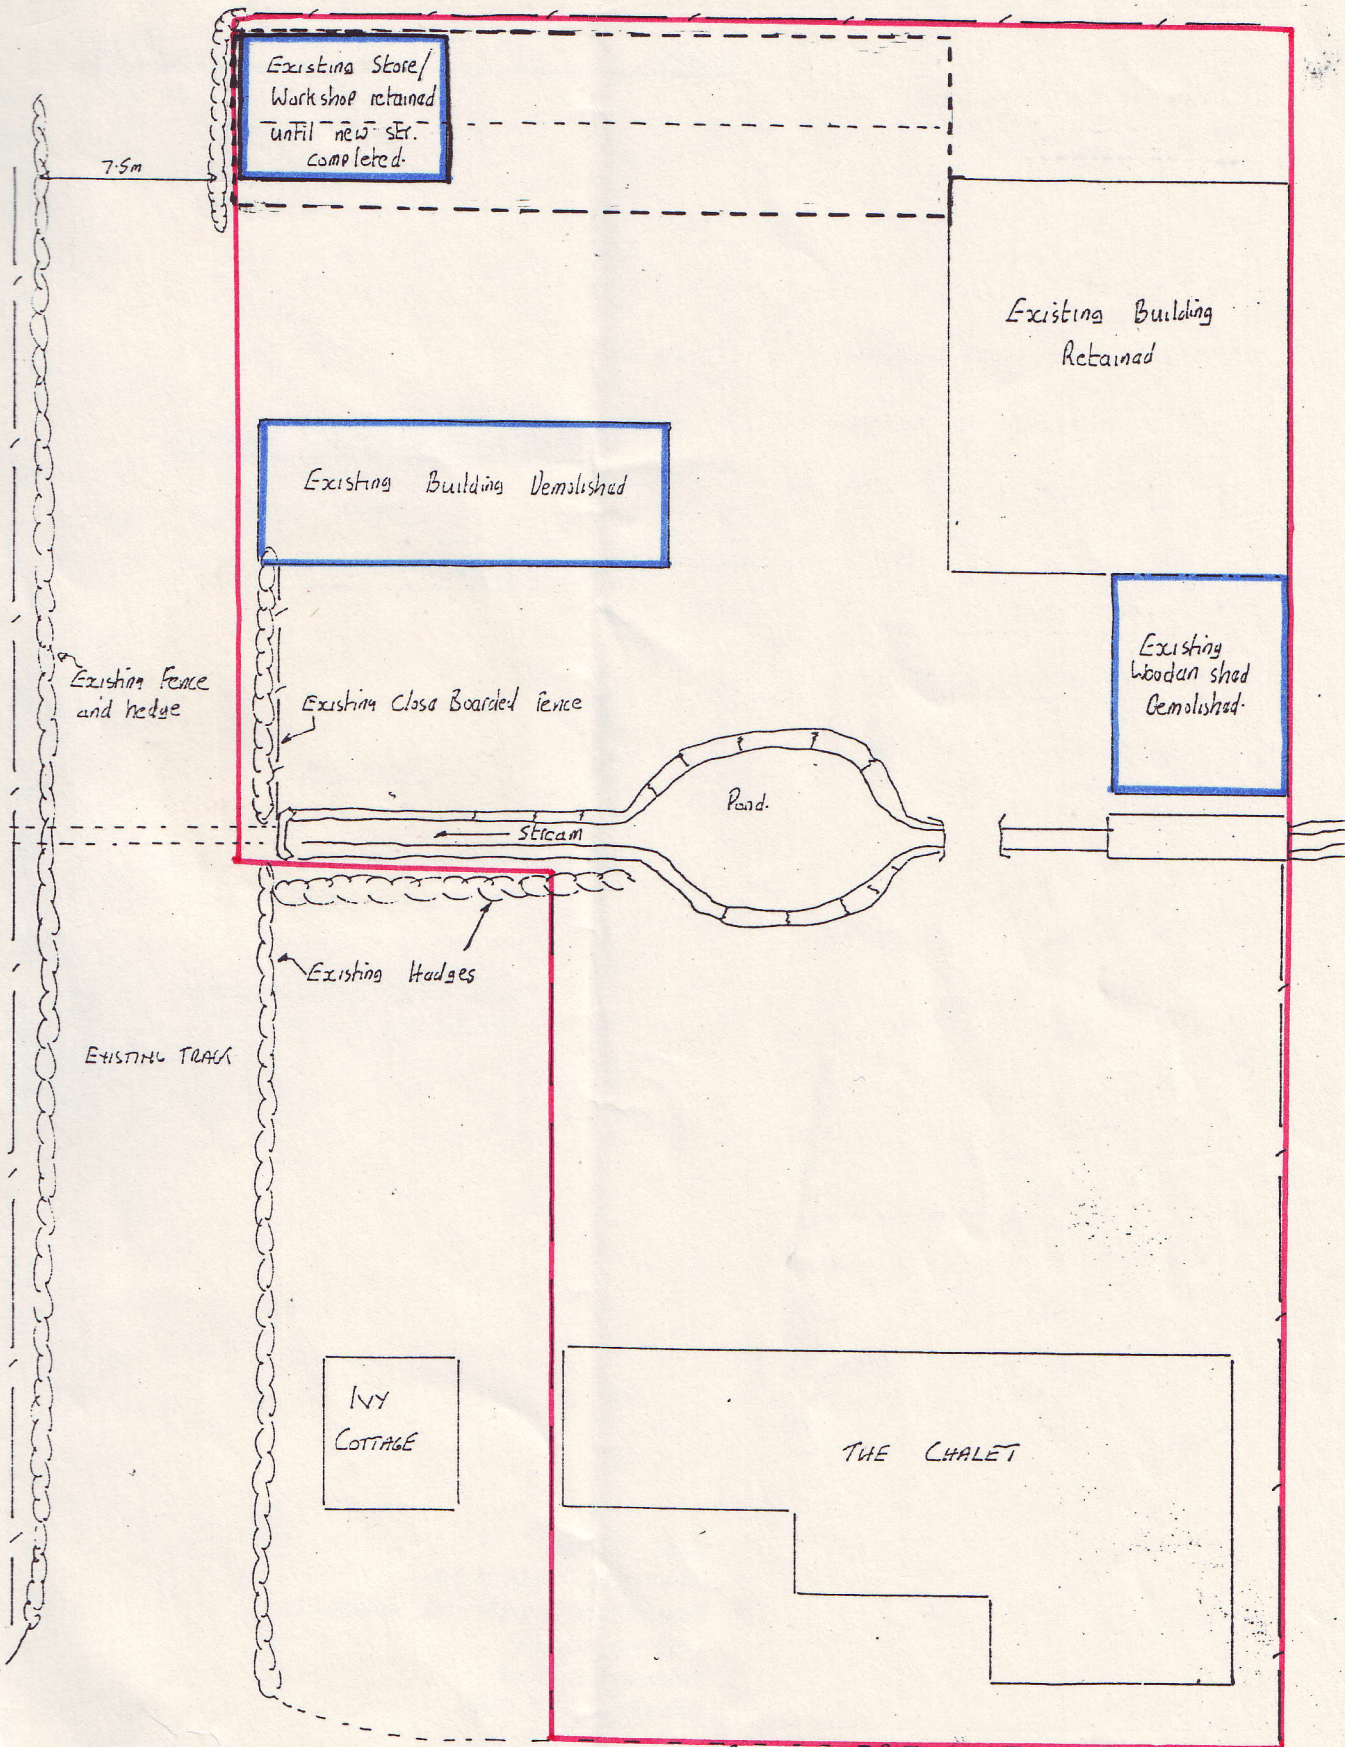 Existing Store/
Workshop retained
until new str.
completed.
7.5m
Existing Building
Retained
Existing Building Demolished
Existing
Wooden shed
Demolished.
Existing Fence
and hedge
Existing Close Boarded Fence
Pond.
Stream
Existing Hedges
EXISTING TRACK
IVY
COTTAGE
THE CHALET